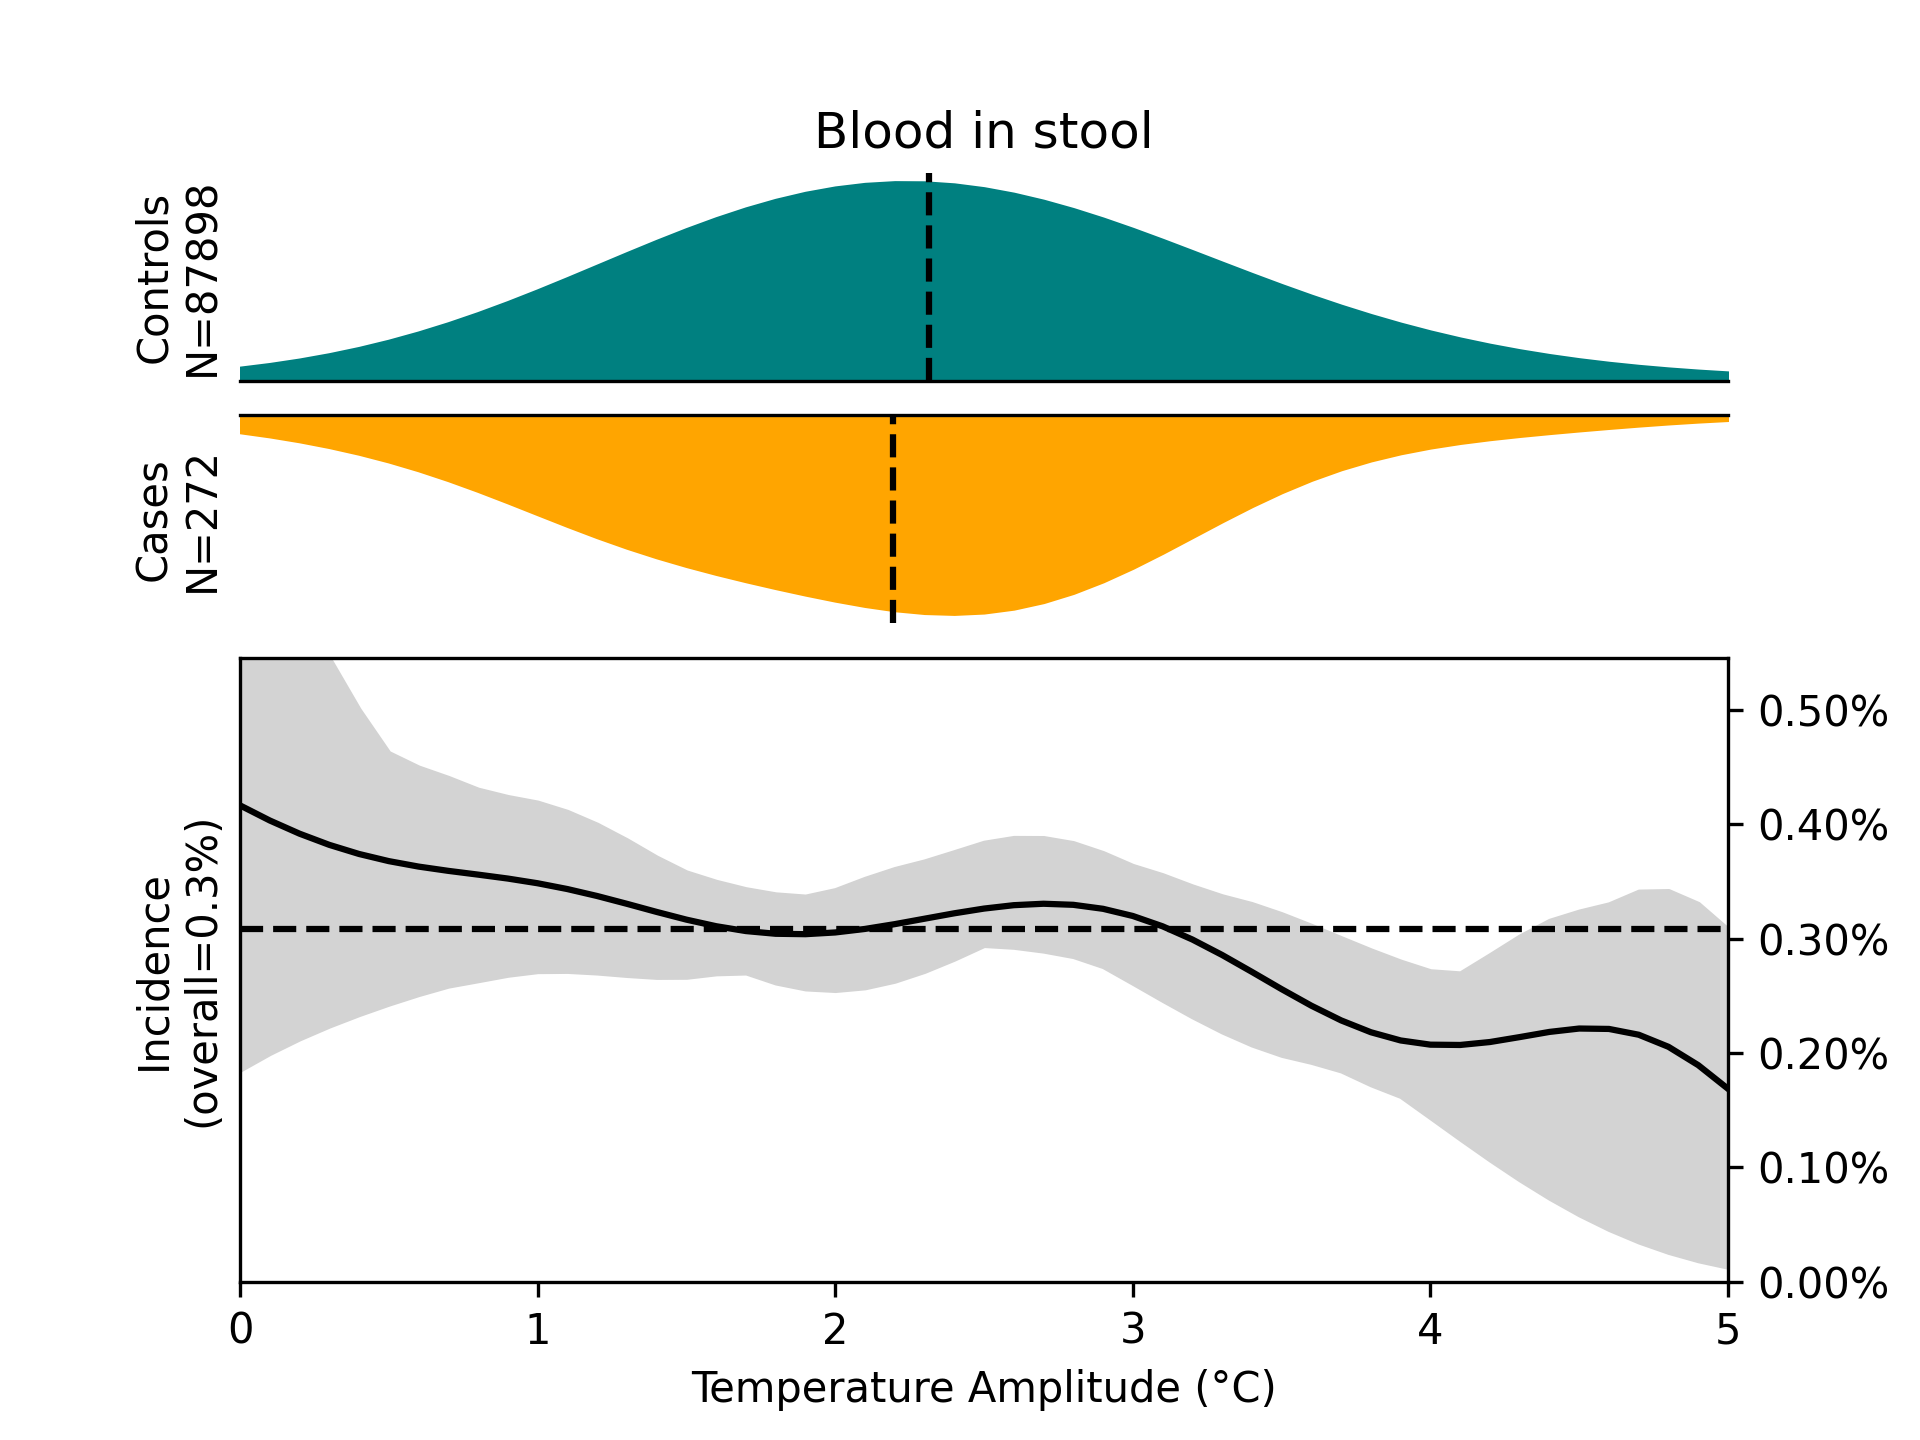 Blood in stool
Controls
N=87898
Cases
N=272
Incidence
(overall=0.3%)
0.50%
0.40%
0.30%
0.20%
0.10%
0.00%
0 1 2 3 4 5
Temperature Amplitude (°C)